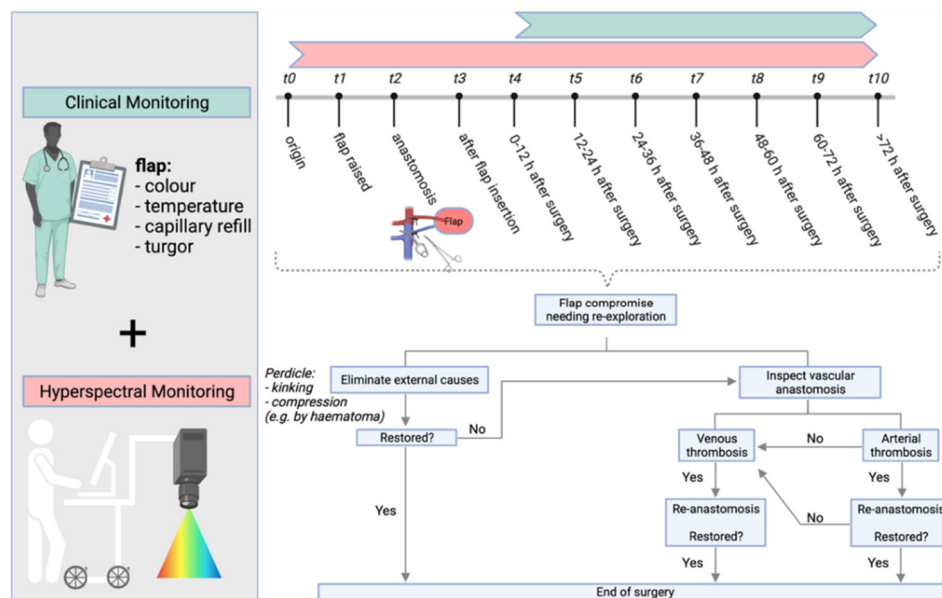 Clinical Monitoring
flap:
- colour
- temperature
- capillary refill
- turgor
+
Hyperspectral Monitoring
t0
t1
t2
t3
t4
t5
t6
t7
t8
t9
t10
origin
flap raised
anastomosis
after flap insertion
0-12 h after surgery
12-24 h after surgery
24-36 h after surgery
36-48 h after surgery
48-60 h after surgery
60-72 h after surgery
>72 h after surgery
Flap
Flap compromise
needing re-exploration
Perdicle:
- kinking
- compression
(e.g. by haematoma)
Eliminate external causes
Inspect vascular
anastomosis
Restored?
No
Venous
thrombosis
No
Arterial
thrombosis
Yes
Yes
Yes
Re-anastomosis
Restored?
No
Re-anastomosis
Restored?
Yes
Yes
End of surgery